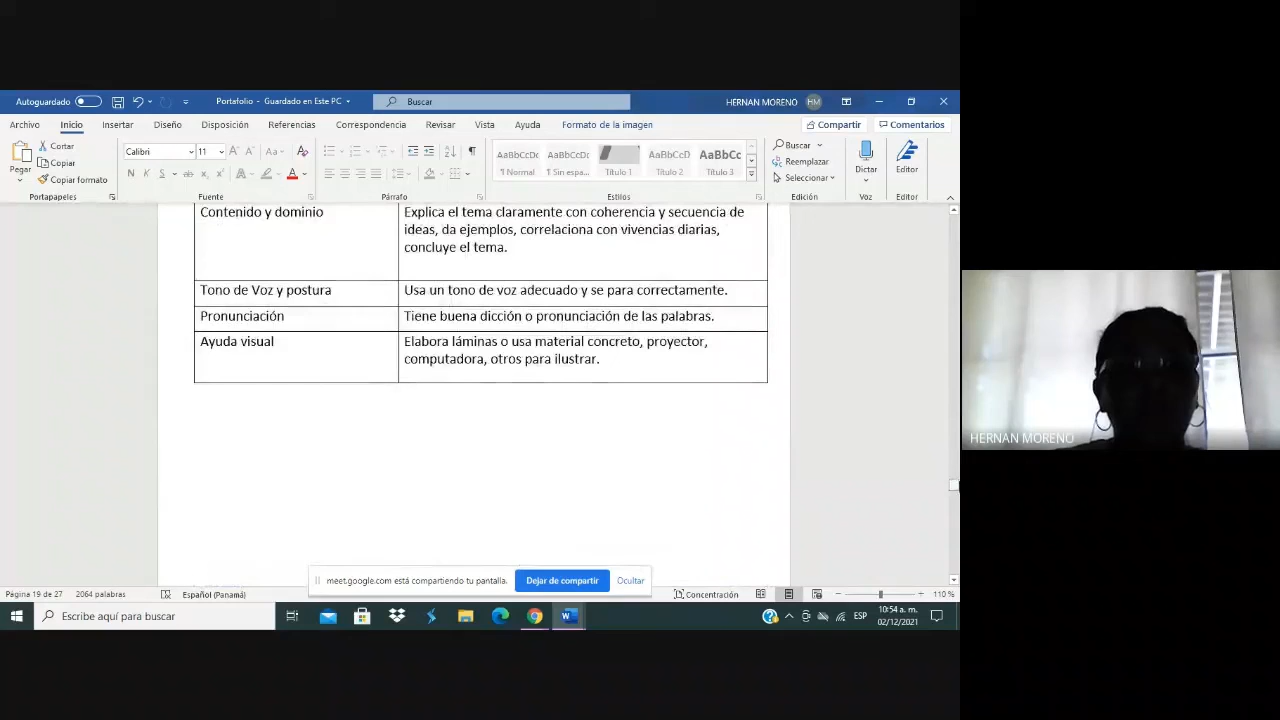 Autoguardado
Portafolio - Guardado en Este PC
Buscar
HERNAN MORENO HM
Archivo Inicio Insertar Diseño Disposición Referencias Correspondencia Revisar Vista Ayuda Formato de la imagen Compartir Comentarios
Pegar
Cortar
Copiar
Copiar formato
Portapapeles
Calibri 11
N K S ab
Fuente
Párrafo
AaBbCcDc AaBbCcDc AaBbCcD AaBbCc
¶ Normal ¶ Sin espa... Título 1 Título 2 Título 3
Estilos
Buscar
Reemplazar
Seleccionar
Edición
Dictar
Voz
Editor
Editor
Contenido y dominio Explica el tema claramente con coherencia y secuencia de
ideas, da ejemplos, correlaciona con vivencias diarias,
concluye el tema.
Tono de Voz y postura Usa un tono de voz adecuado y se para correctamente.
Pronunciación Tiene buena dicción o pronunciación de las palabras.
Ayuda visual Elabora láminas o usa material concreto, proyector,
computadora, otros para ilustrar.
HERNAN MORENO
meet.google.com está compartiendo tu pantalla. Dejar de compartir Ocultar
Página 19 de 27 2064 palabras Español (Panamá) Concentración 110 %
Escribe aquí para buscar
ESP
10:54 a. m.
02/12/2021